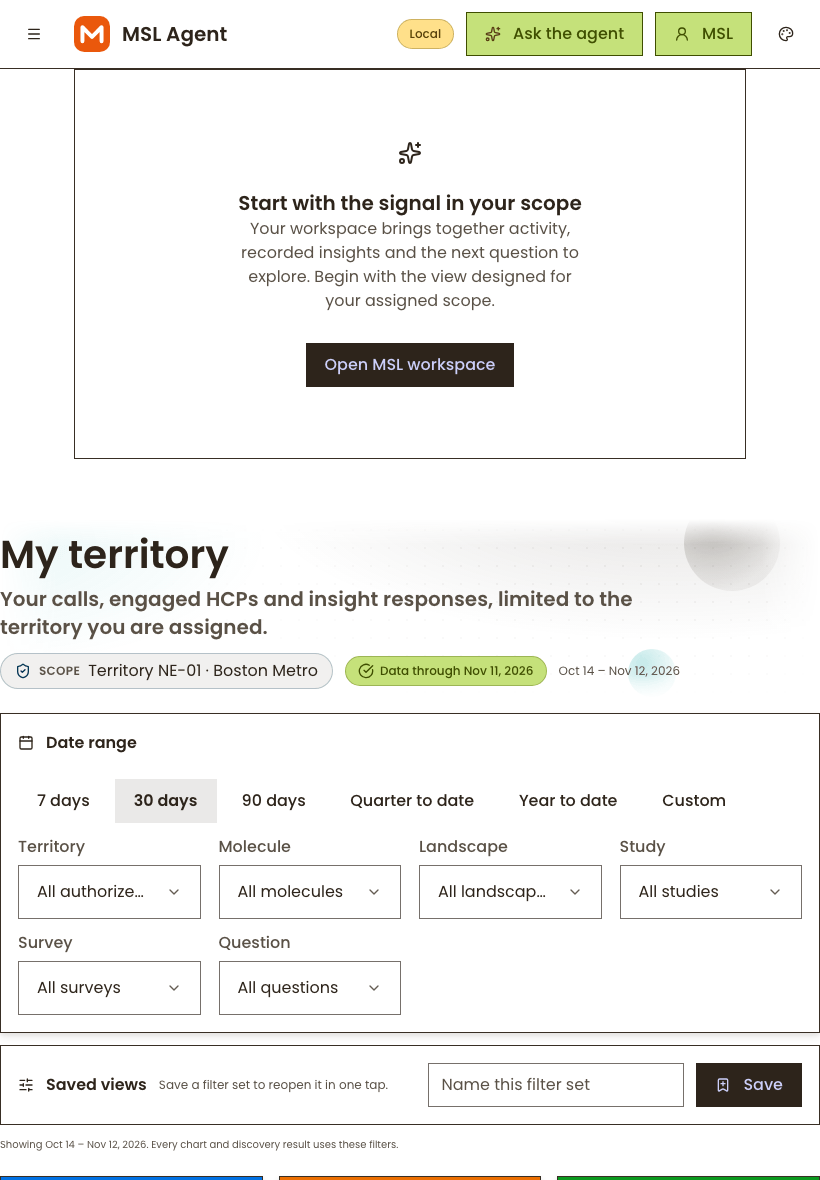 MSL Agent
Local
Ask the agent
MSL
Start with the signal in your scope
Your workspace brings together activity,
recorded insights and the next question to
explore. Begin with the view designed for
your assigned scope.
Open MSL workspace
My territory
Your calls, engaged HCPs and insight responses, limited to the
territory you are assigned.
SCOPE Territory NE-01 · Boston Metro
Data through Nov 11, 2026
Oct 14 – Nov 12, 2026
Date range
7 days
30 days
90 days
Quarter to date
Year to date
Custom
Territory
Molecule
Landscape
Study
All authorize...
All molecules
All landscap...
All studies
Survey
Question
All surveys
All questions
Saved views
Save a filter set to reopen it in one tap.
Name this filter set
Save
Showing Oct 14 – Nov 12, 2026. Every chart and discovery result uses these filters.